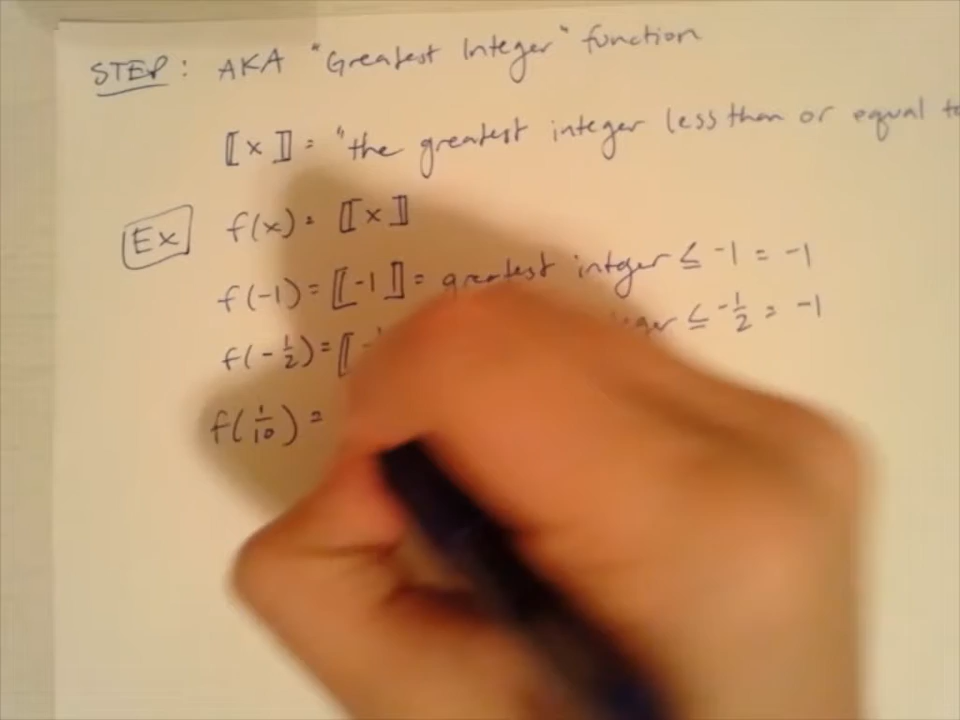 STEP: AKA "Greatest Integer" function
⟦x⟧ = "the greatest integer less than or equal to
Ex f(x) = ⟦x⟧
f(-1) = ⟦-1⟧ = greatest integer ≤ -1 = -1
f(-1/2) = ⟦- ≤ -1/2 = -1
f(1/10) =